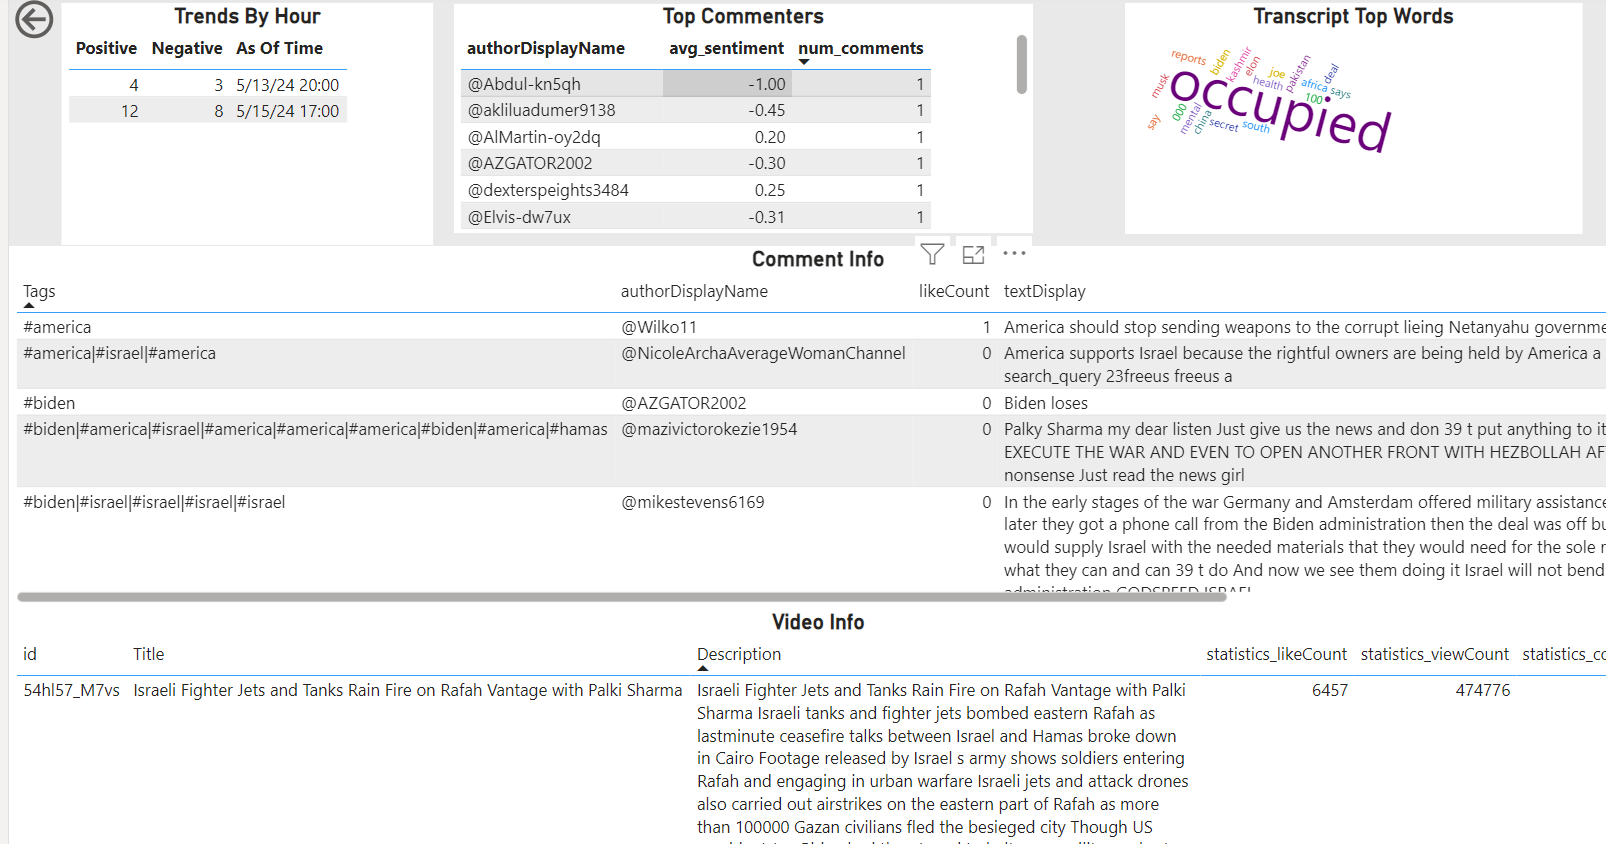 Trends By Hour
Positive Negative As Of Time
4 3 5/13/24 20:00
12 8 5/15/24 17:00
Top Commenters
authorDisplayName avg_sentiment num_comments
@Abdul-kn5qh -1.00 1
@akliluadumer9138 -0.45 1
@AlMartin-oy2dq 0.20 1
@AZGATOR2002 -0.30 1
@dexterspeights3484 0.25 1
@Elvis-dw7ux -0.31 1
Transcript Top Words
reports
biden
kashmir
elon
joe
pakistan
deal
musk
occupied
health
africa
says
100
say
000
mental
china
secret
south
Comment Info
Tags authorDisplayName likeCount textDisplay
#america @Wilko11 1 America should stop sending weapons to the corrupt lieing Netanyahu governme
#america|#israel|#america @NicoleArchaAverageWomanChannel 0 America supports Israel because the rightful owners are being held by America a
search_query 23freeus freeus a
#biden @AZGATOR2002 0 Biden loses
#biden|#america|#israel|#america|#america|#america|#biden|#america|#hamas @mazivictorokezie1954 0 Palky Sharma my dear listen Just give us the news and don 39 t put anything to it
EXECUTE THE WAR AND EVEN TO OPEN ANOTHER FRONT WITH HEZBOLLAH AF
nonsense Just read the news girl
#biden|#israel|#israel|#israel|#israel @mikestevens6169 0 In the early stages of the war Germany and Amsterdam offered military assistance
later they got a phone call from the Biden administration then the deal was off bu
would supply Israel with the needed materials that they would need for the sole r
what they can and can 39 t do And now we see them doing it Israel will not bend
administration GODSPEED ISRAEL
Video Info
id Title Description statistics_likeCount statistics_viewCount statistics_co
54hl57_M7vs Israeli Fighter Jets and Tanks Rain Fire on Rafah Vantage with Palki Sharma Israeli Fighter Jets and Tanks Rain Fire on Rafah Vantage with Palki 6457 474776
Sharma Israeli tanks and fighter jets bombed eastern Rafah as
lastminute ceasefire talks between Israel and Hamas broke down
in Cairo Footage released by Israel s army shows soldiers entering
Rafah and engaging in urban warfare Israeli jets and attack drones
also carried out airstrikes on the eastern part of Rafah as more
than 100000 Gazan civilians fled the besieged city Though US